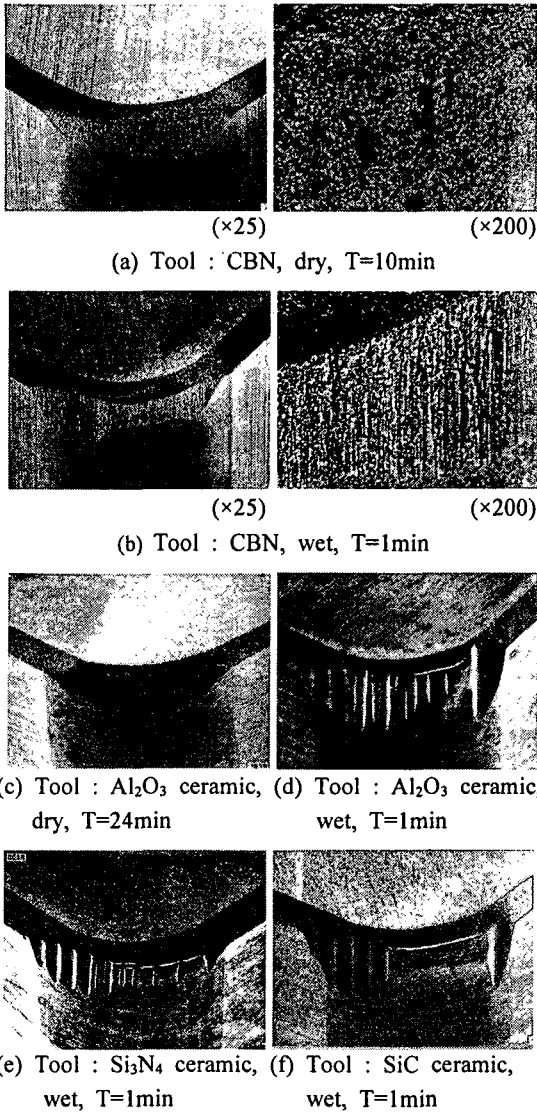 (×25) (×200)
(a) Tool : CBN, dry, T=10min
(×25) (×200)
(b) Tool : CBN, wet, T=1min
(c) Tool : Al₂O₃ ceramic, (d) Tool : Al₂O₃ ceramic,
dry, T=24min wet, T=1min
(e) Tool : Si₃N₄ ceramic, (f) Tool : SiC ceramic,
wet, T=1min wet, T=1min